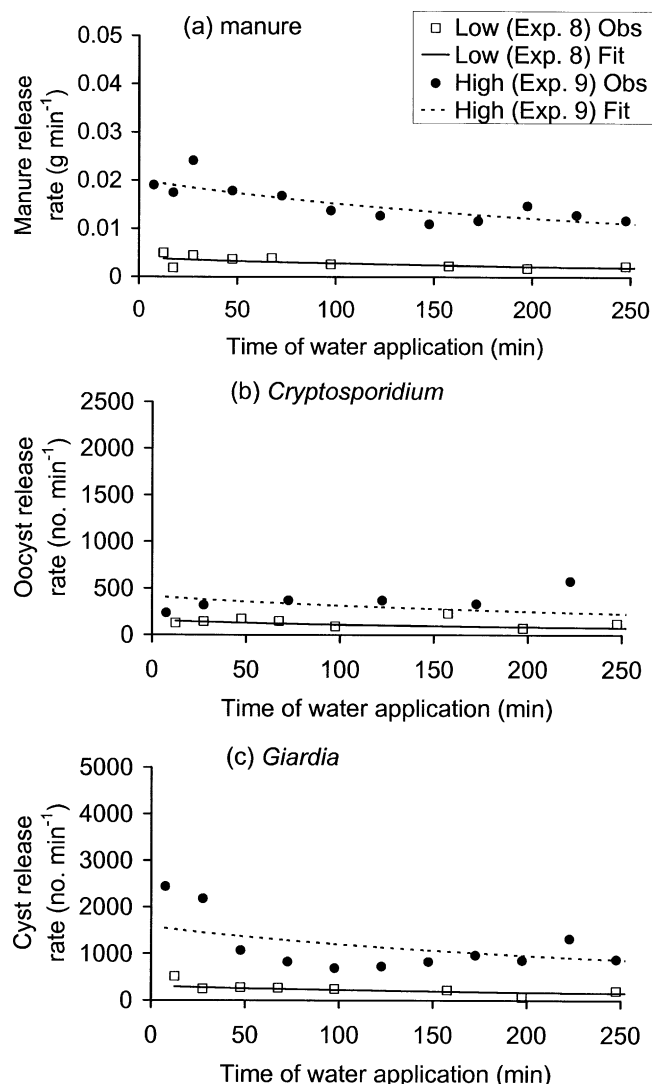 (a) manure
Low (Exp. 8) Obs
Low (Exp. 8) Fit
High (Exp. 9) Obs
High (Exp. 9) Fit
Manure release
rate (g min⁻¹)
0.05
0.04
0.03
0.02
0.01
0
0 50 100 150 200 250
Time of water application (min)
(b) Cryptosporidium
Oocyst release
rate (no. min⁻¹)
2500
2000
1500
1000
500
0
0 50 100 150 200 250
Time of water application (min)
(c) Giardia
Cyst release
rate (no. min⁻¹)
5000
4000
3000
2000
1000
0
0 50 100 150 200 250
Time of water application (min)